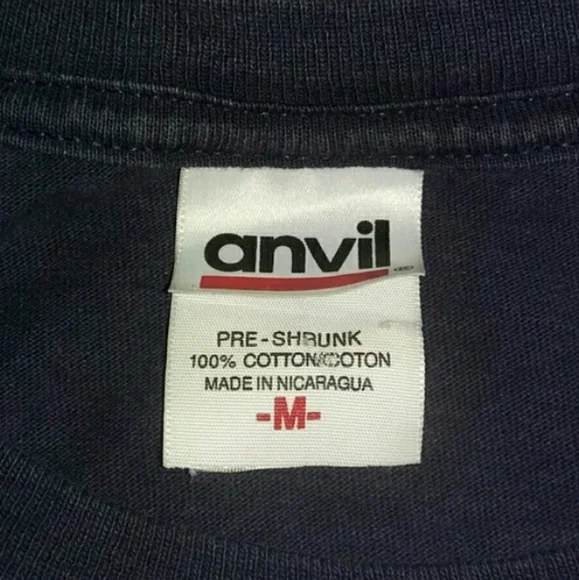 anvil®
PRE-SHRUNK
100% COTTON/COTON
MADE IN NICARAGUA
-M-